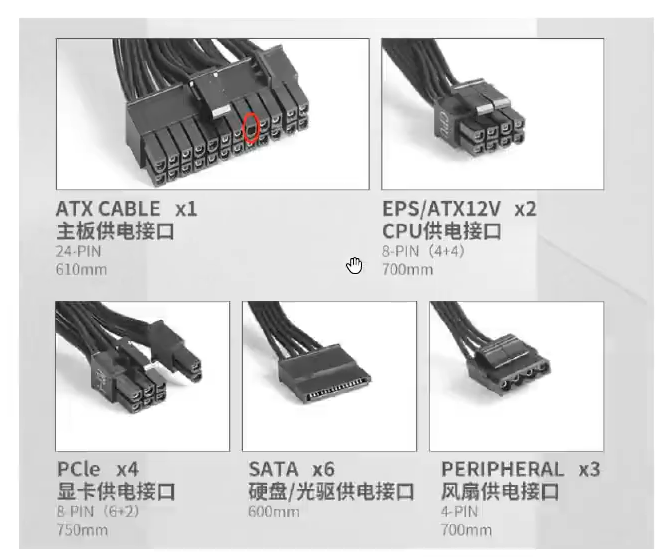 ATX CABLE x1
主板供电接口
24-PIN
610mm
CPU
EPS/ATX12V x2
CPU供电接口
8-PIN（4+4）
700mm
PCle x4
显卡供电接口
8-PIN（6+2）
750mm
SATA x6
硬盘/光驱供电接口
600mm
PERIPHERAL x3
风扇供电接口
4-PIN
700mm